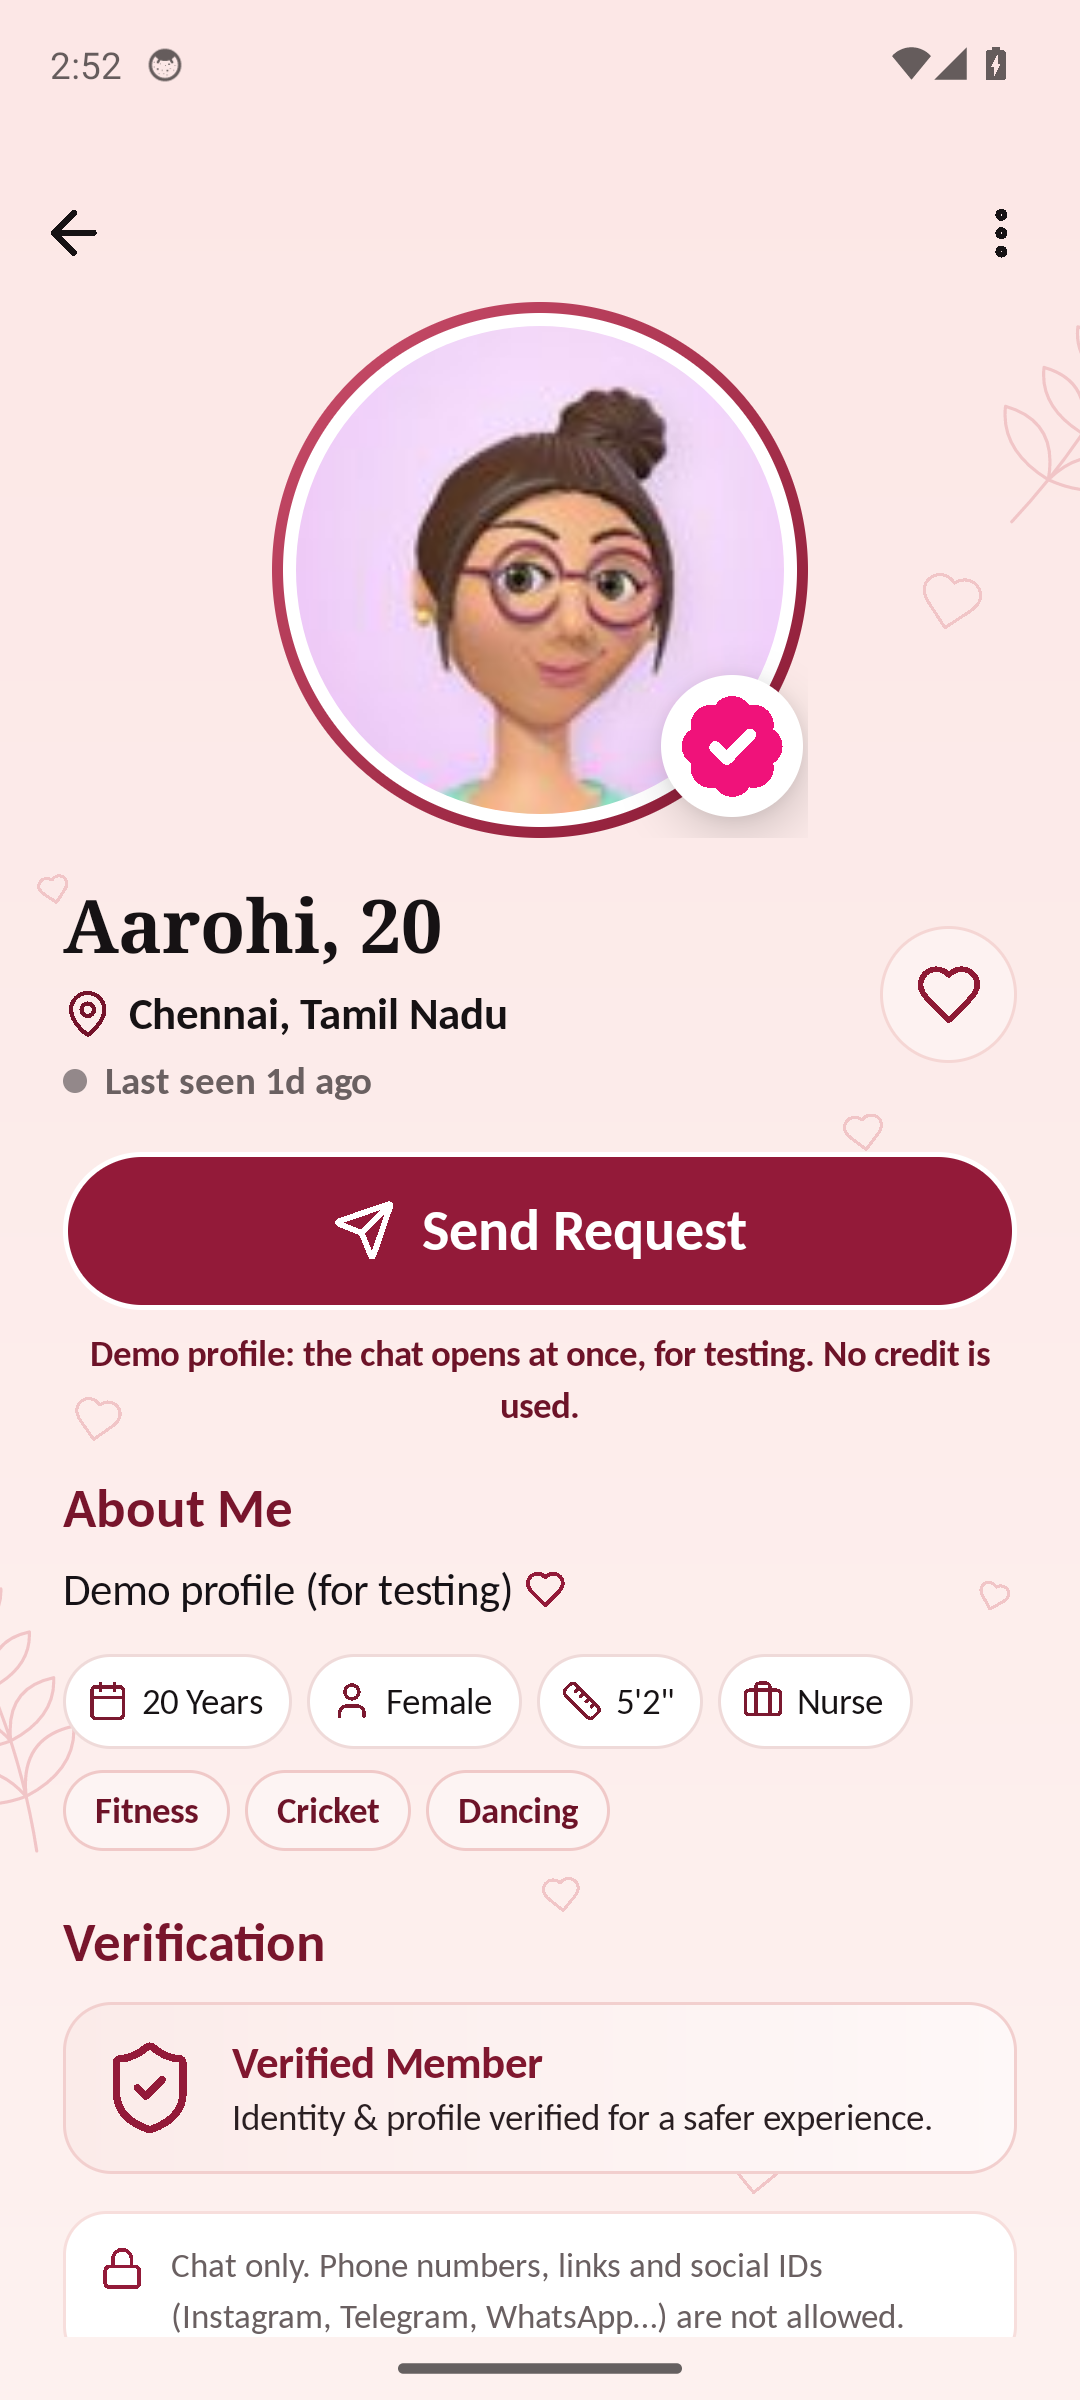 2:52
Aarohi, 20
Chennai, Tamil Nadu
Last seen 1d ago
Send Request
Demo profile: the chat opens at once, for testing. No credit is
used.
About Me
Demo profile (for testing)
20 Years
Female
5'2"
Nurse
Fitness
Cricket
Dancing
Verification
Verified Member
Identity & profile verified for a safer experience.
Chat only. Phone numbers, links and social IDs
(Instagram, Telegram, WhatsApp...) are not allowed.